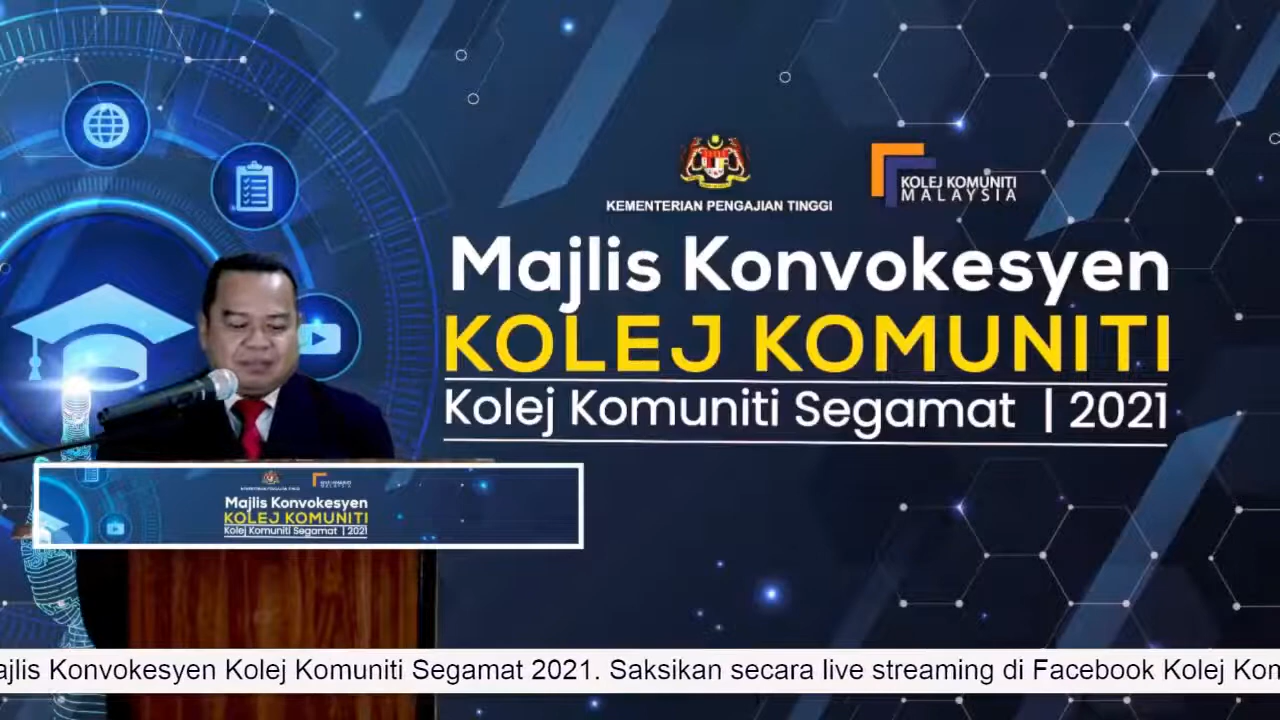 KEMENTERIAN PENGAJIAN TINGGI
KOLEJ KOMUNITI
MALAYSIA
Majlis Konvokesyen
KOLEJ KOMUNITI
Kolej Komuniti Segamat | 2021
Majlis Konvokesyen
KOLEJ KOMUNITI
Kolej Komuniti Segamat | 2021
ajlis Konvokesyen Kolej Komuniti Segamat 2021. Saksikan secara live streaming di Facebook Kolej Kom